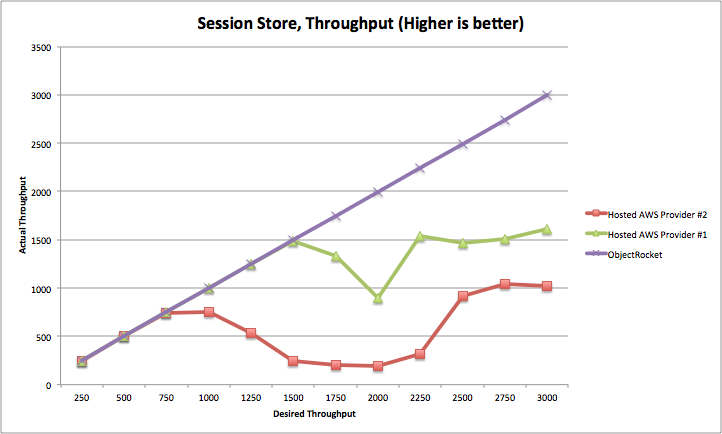 Session Store, Throughput (Higher is better)
3500
3000
2500
2000
1500
1000
500
0
Actual Throughput
250 500 750 1000 1250 1500 1750 2000 2250 2500 2750 3000
Desired Throughput
Hosted AWS Provider #2
Hosted AWS Provider #1
ObjectRocket